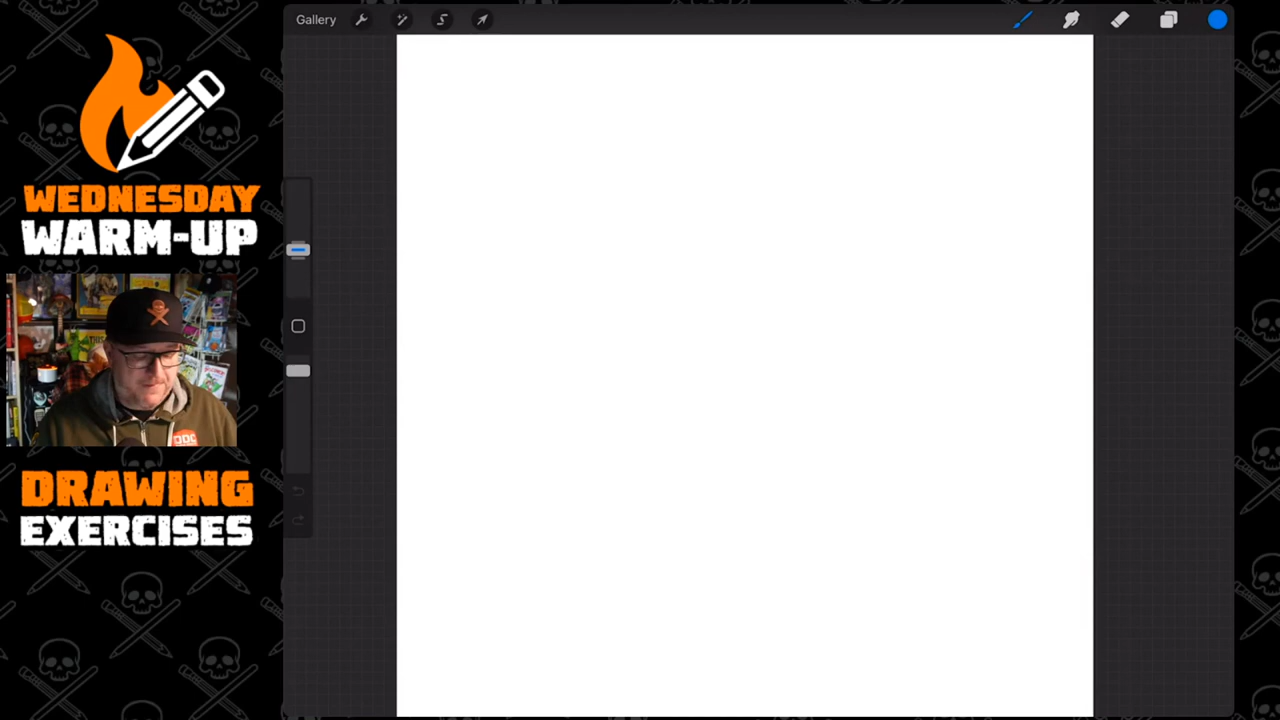 Gallery
WEDNESDAY
WARM-UP
DRAWING
EXERCISES